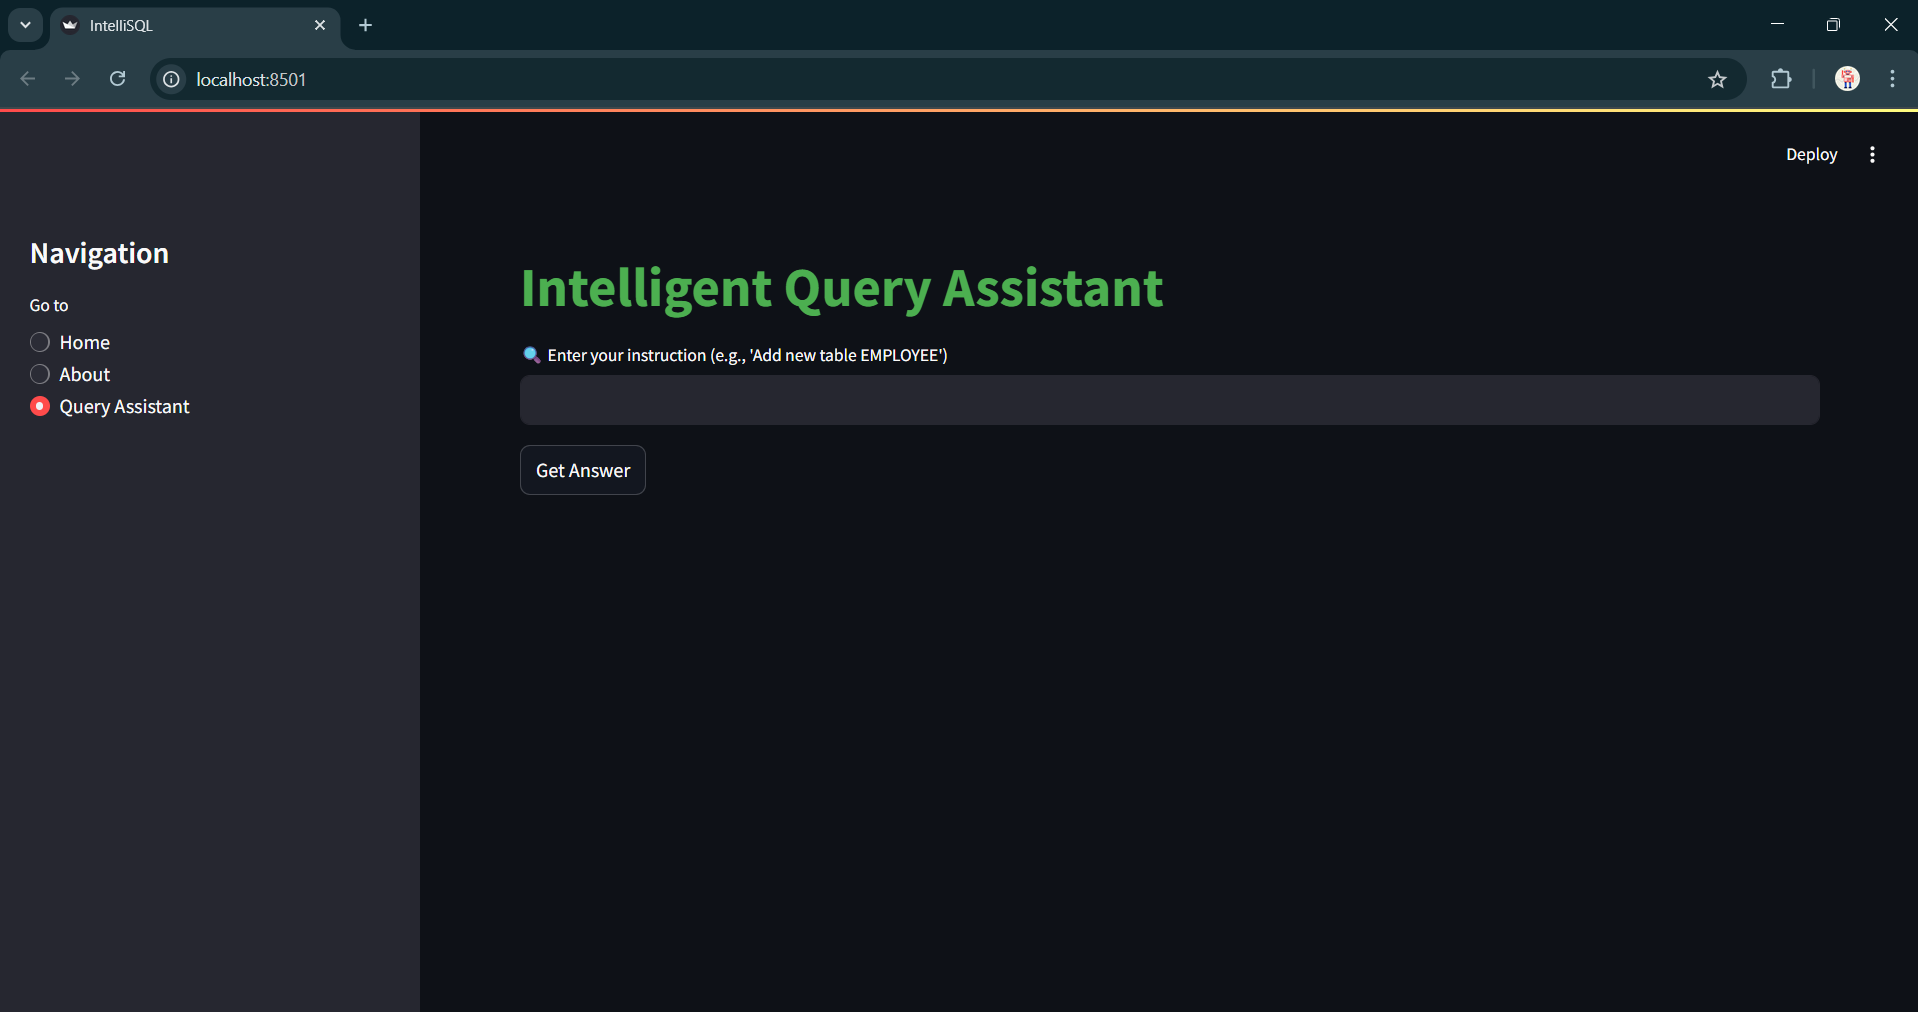 IntelliSQL
localhost:8501
Deploy
Navigation
Go to
Home
About
Query Assistant
Intelligent Query Assistant
Enter your instruction (e.g., 'Add new table EMPLOYEE')
Get Answer